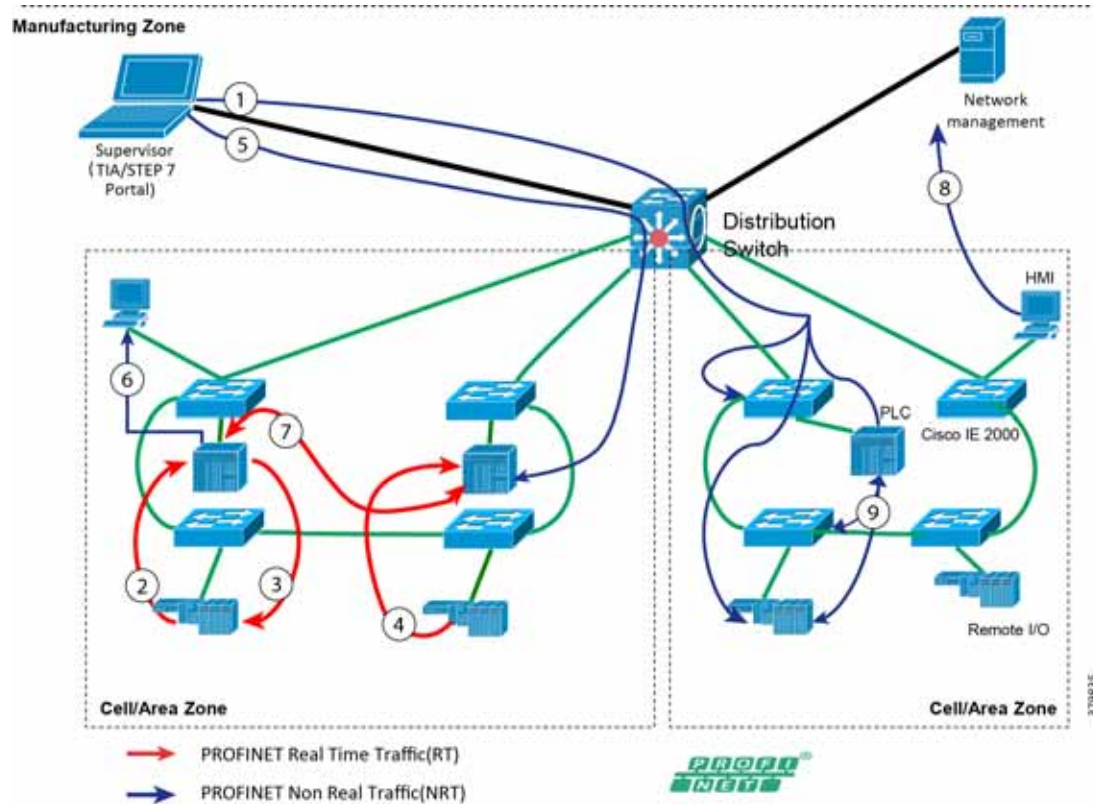 Manufacturing Zone
1
5
Supervisor
(TIA/STEP 7
Portal)
Network
management
8
Distribution
Switch
HMI
6
7
PLC
Cisco IE 2000
9
2
3
4
Remote I/O
Cell/Area Zone
Cell/Area Zone
PROFINET Real Time Traffic(RT)
PROFINET Non Real Traffic(NRT)
PROFI
NET
®